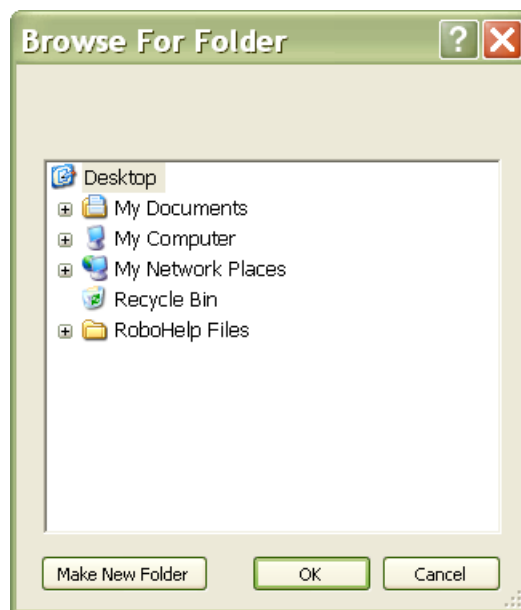 Browse For Folder
?
Desktop
My Documents
My Computer
My Network Places
Recycle Bin
RoboHelp Files
Make New Folder OK Cancel